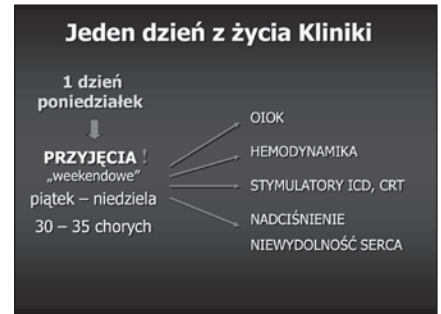 Jeden dzień z życia Kliniki
1 dzień
poniedziałek
PRZYJĘCIA !
„weekendowe”
piątek – niedziela
30 – 35 chorych
OIOK
HEMODYNAMIKA
STYMULATORY ICD, CRT
NADCIŚNIENIE
NIEWYDOLNOŚĆ SERCA